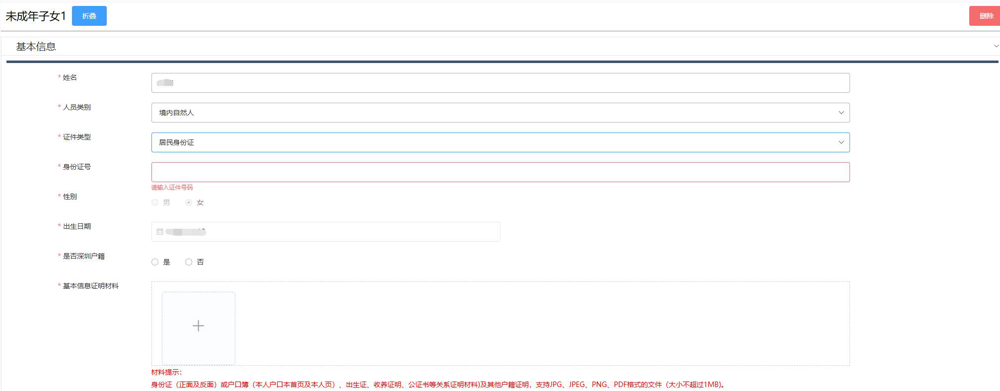 未成年子女1 折叠 删除
基本信息
* 姓名
* 人员类别 境内自然人
* 证件类型 居民身份证
* 身份证号
请输入证件号码
* 性别 男 女
* 出生日期
* 是否深圳户籍 是 否
* 基本信息证明材料
材料提示：
身份证（正面及反面）或户口簿（本人户口本首页及本人页）、出生证、收养证明、公证书等关系证明材料)及其他户籍证明，支持JPG、JPEG、PNG、PDF格式的文件（大小不超过1MB)。